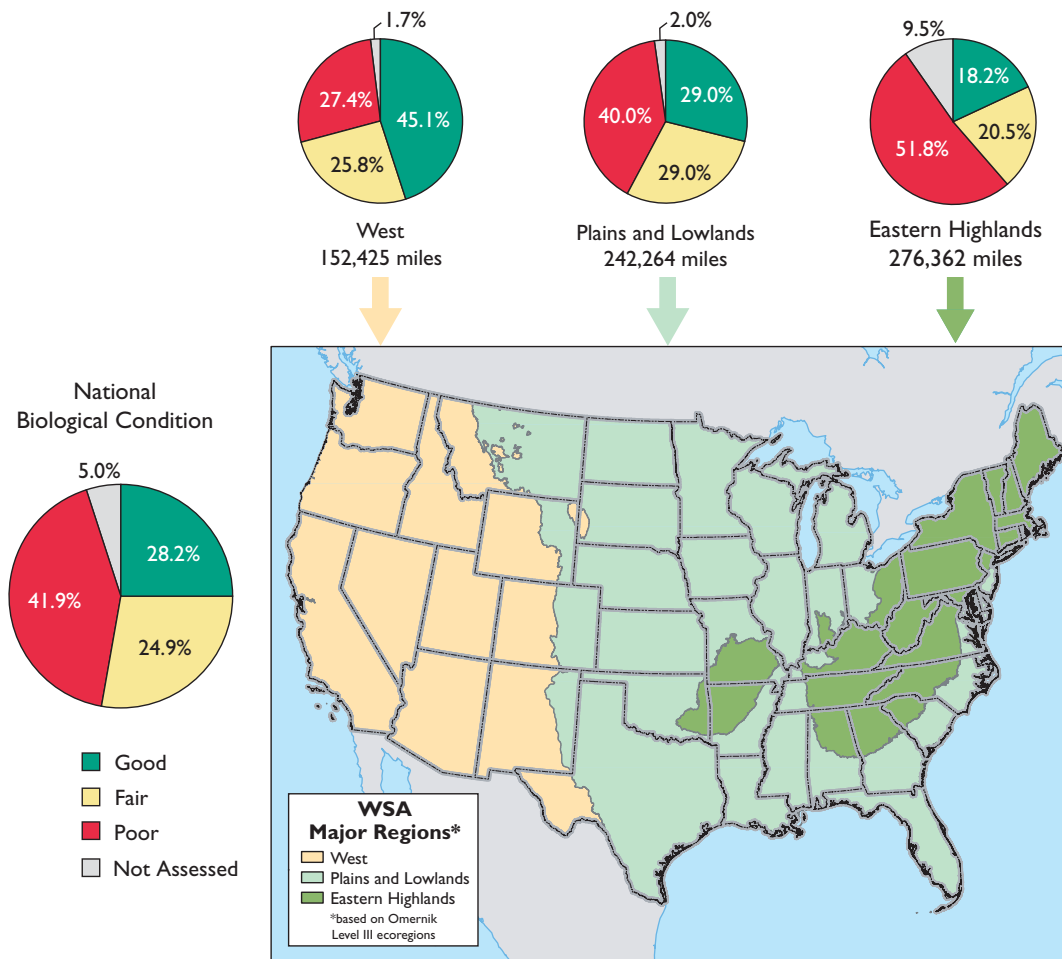 1.7%
27.4%
45.1%
25.8%
West
152,425 miles
2.0%
40.0%
29.0%
29.0%
Plains and Lowlands
242,264 miles
9.5%
18.2%
20.5%
51.8%
Eastern Highlands
276,362 miles
National
Biological Condition
5.0%
28.2%
41.9%
24.9%
Good
Fair
Poor
Not Assessed
WSA
Major Regions*
West
Plains and Lowlands
Eastern Highlands
*based on Omernik
Level III ecoregions